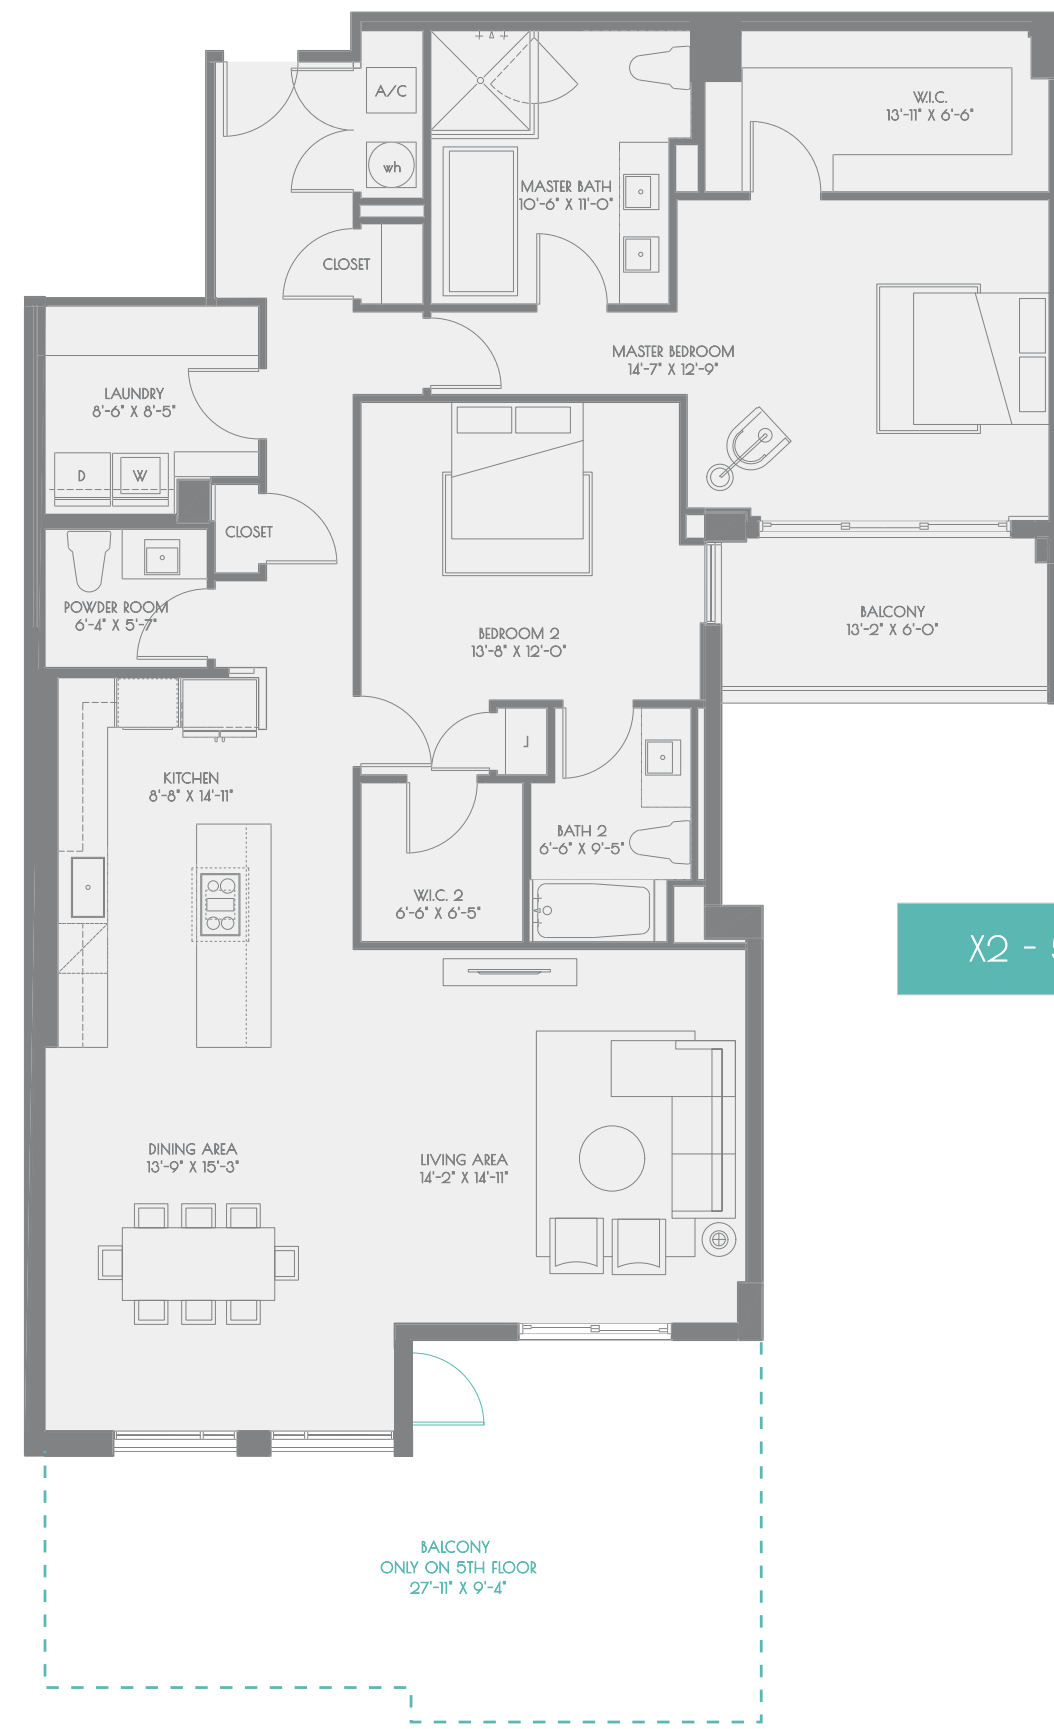 A/C
wh
W.I.C.
13'-11" X 6'-6"
MASTER BATH
10'-6" X 11'-0"
CLOSET
MASTER BEDROOM
14'-7" X 12'-9"
LAUNDRY
8'-6" X 8'-5"
D
W
CLOSET
POWDER ROOM
6'-4" X 5'-7"
BALCONY
13'-2" X 6'-0"
BEDROOM 2
13'-8" X 12'-0"
L
KITCHEN
8'-8" X 14'-11"
BATH 2
6'-6" X 9'-5"
W.I.C. 2
6'-6" X 6'-5"
X2 -
DINING AREA
13'-9" X 15'-3"
LIVING AREA
14'-2" X 14'-11"
BALCONY
ONLY ON 5TH FLOOR
27'-11" X 9'-4"